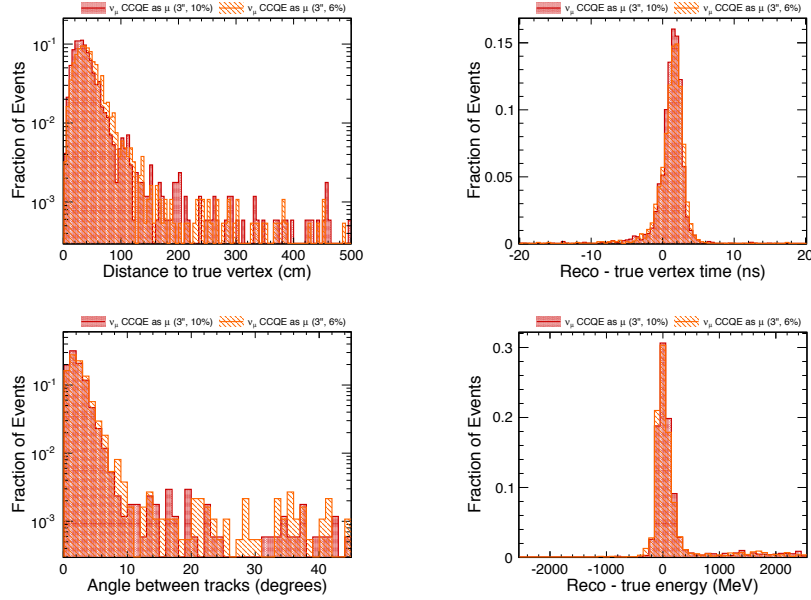 ν_μ CCQE as μ (3", 10%) ν_μ CCQE as μ (3", 6%)
Fraction of Events
10^-1
10^-2
10^-3
0 100 200 300 400 500
Distance to true vertex (cm)
ν_μ CCQE as μ (3", 10%) ν_μ CCQE as μ (3", 6%)
Fraction of Events
0.15
0.1
0.05
0
-20 -10 0 10 20
Reco - true vertex time (ns)
ν_μ CCQE as μ (3", 10%) ν_μ CCQE as μ (3", 6%)
Fraction of Events
10^-1
10^-2
10^-3
0 10 20 30 40
Angle between tracks (degrees)
ν_μ CCQE as μ (3", 10%) ν_μ CCQE as μ (3", 6%)
Fraction of Events
0.3
0.2
0.1
0
-2000 -1000 0 1000 2000
Reco - true energy (MeV)